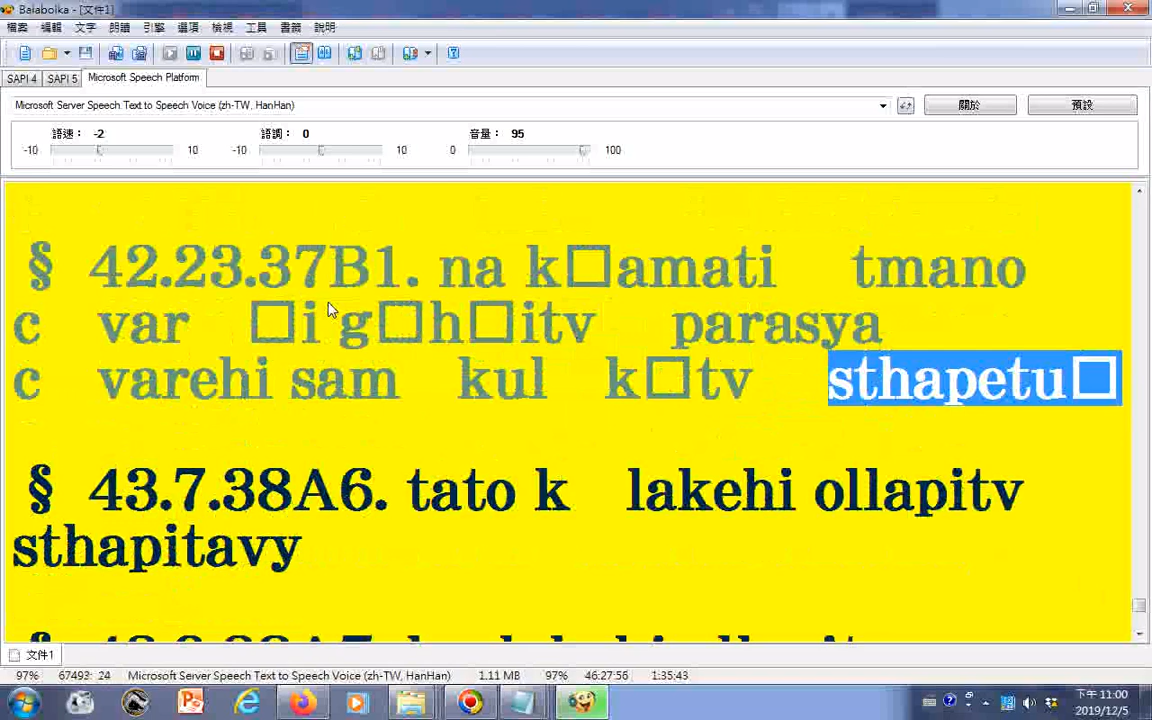 Balabolka - [文件1]
檔案 編輯 文字 朗讀 引擎 選項 檢視 工具 書籤 說明
SAPI 4 SAPI 5 Microsoft Speech Platform
Microsoft Server Speech Text to Speech Voice (zh-TW, HanHan) 關於 預設
語速： -2 語調： 0 音量： 95
-10 10 -10 10 0 100
§ 42.23.37B1. na k□amati tmano
c var □i g□h□itv parasya
c varehi sam kul k□tv sthapetu□
§ 43.7.38A6. tato k lakehi ollapitv
sthapitavy
文件1
97% 67493: 24 Microsoft Server Speech Text to Speech Voice (zh-TW, HanHan) 1.11 MB 97% 46:27:56 1:35:43
下午 11:00
2019/12/5